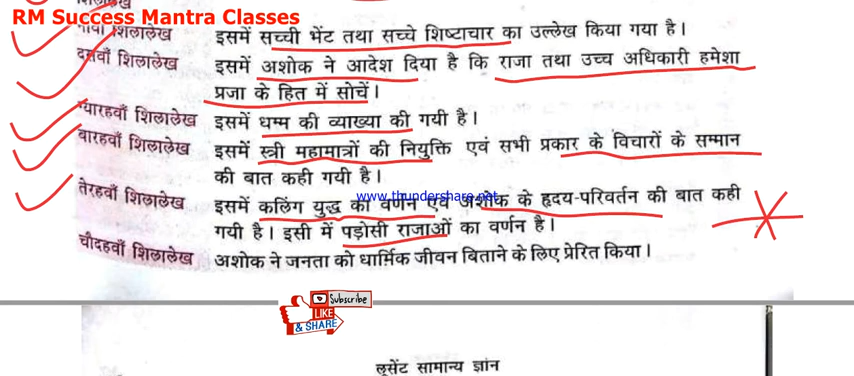 शिलालेख
RM Success Mantra Classes
नौवाँ शिलालेख इसमें सच्ची भेंट तथा सच्चे शिष्टाचार का उल्लेख किया गया है।
दसवाँ शिलालेख इसमें अशोक ने आदेश दिया है कि राजा तथा उच्च अधिकारी हमेशा
प्रजा के हित में सोचें।
ग्यारहवाँ शिलालेख इसमें धम्म की व्याख्या की गयी है।
बारहवाँ शिलालेख इसमें स्त्री महामात्रों की नियुक्ति एवं सभी प्रकार के विचारों के सम्मान
की बात कही गयी है।
www.thundershare.net
तेरहवाँ शिलालेख इसमें कलिंग युद्ध का वर्णन एवं अशोक के हृदय-परिवर्तन की बात कही
गयी है। इसी में पड़ोसी राजाओं का वर्णन है।
चौदहवाँ शिलालेख अशोक ने जनता को धार्मिक जीवन बिताने के लिए प्रेरित किया।
Subscribe
LIKE
& SHARE
लूसेंट सामान्य ज्ञान